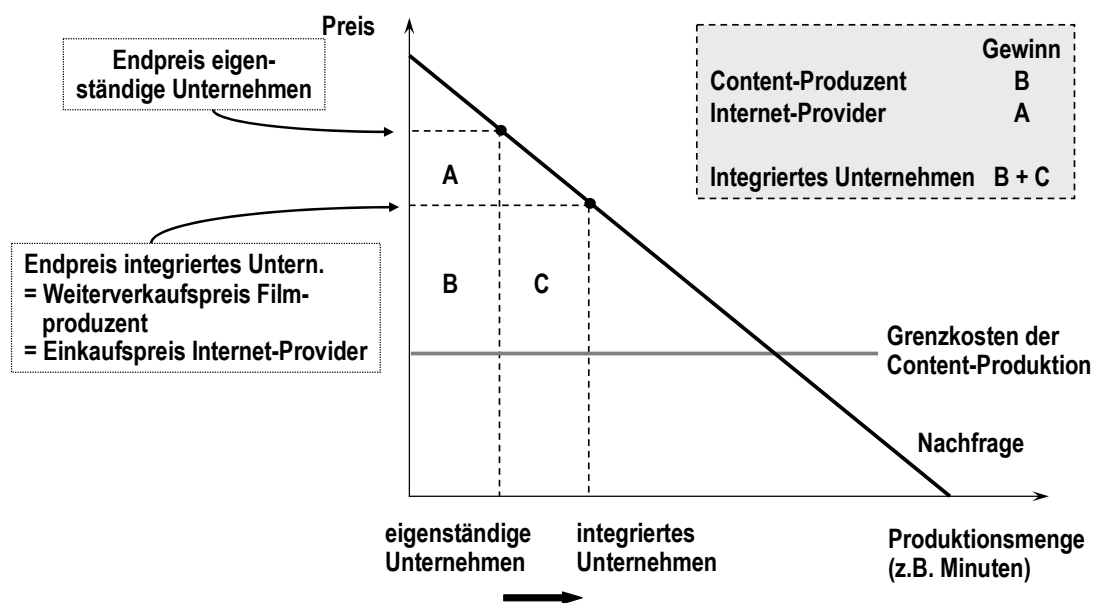 Preis
Endpreis eigen-
ständige Unternehmen
Gewinn
Content-Produzent B
Internet-Provider A
Integriertes Unternehmen B + C
A
B
C
Endpreis integriertes Untern.
= Weiterverkaufspreis Film-
produzent
= Einkaufspreis Internet-Provider
Grenzkosten der
Content-Produktion
Nachfrage
eigenständige
Unternehmen
integriertes
Unternehmen
Produktionsmenge
(z.B. Minuten)